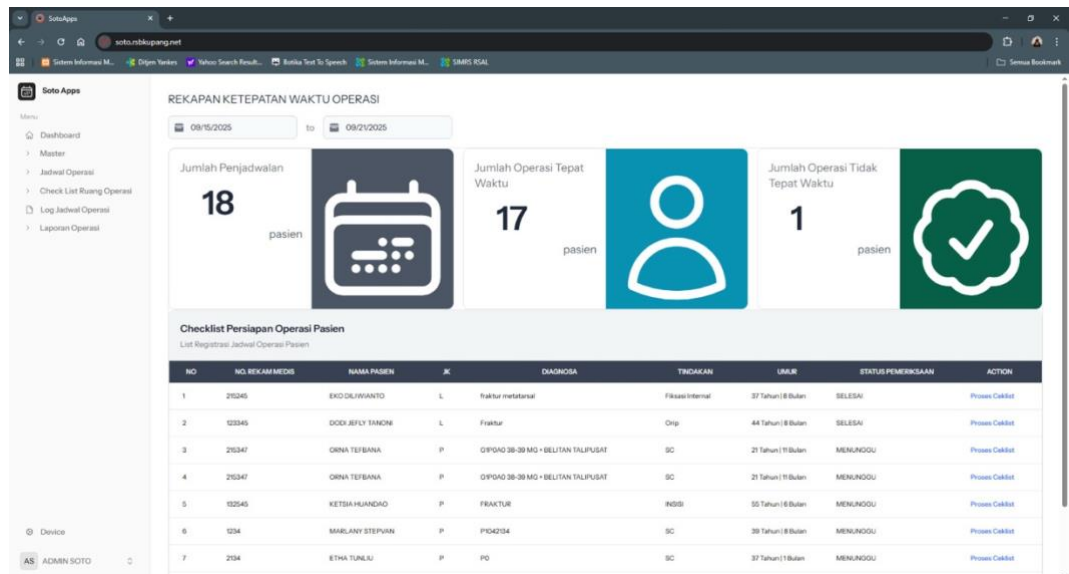 SotoApps
soto.rsbkupang.net
Sistem Informasi M... Ditjen Yankes Yahoo Search Result... Botika Text To Speech Sistem Informasi M... SIMRS RSAL Semua Bookmark
Soto Apps
Menu
Dashboard
Master
Jadwal Operasi
Check List Ruang Operasi
Log Jadwal Operasi
Laporan Operasi
Device
AS ADMIN SOTO
REKAPAN KETEPATAN WAKTU OPERASI
09/15/2025 to 09/21/2025
Jumlah Penjadwalan
18
pasien
Jumlah Operasi Tepat
Waktu
17
pasien
Jumlah Operasi Tidak
Tepat Waktu
1
pasien
Checklist Persiapan Operasi Pasien
List Registrasi Jadwal Operasi Pasien
NO NO. REKAM MEDIS NAMA PASIEN JK DIAGNOSA TINDAKAN UMUR STATUS PEMERIKSAAN ACTION
1 215245 EKO DILIWIANTO L fraktur metatarsal Fiksasi Internal 37 Tahun | 6 Bulan SELESAI Proses Ceklist
2 123345 DODI JEFLY TANONI L Fraktur Orip 44 Tahun | 8 Bulan SELESAI Proses Ceklist
3 215347 ORNA TEFBANA P G1P0A0 38-39 MG + BELITAN TALIPUSAT SC 21 Tahun | 11 Bulan MENUNGGU Proses Ceklist
4 215347 ORNA TEFBANA P G1P0A0 38-39 MG + BELITAN TALIPUSAT SC 21 Tahun | 11 Bulan MENUNGGU Proses Ceklist
5 132545 KETSIA HUANDAO P FRAKTUR INSISI 55 Tahun | 6 Bulan MENUNGGU Proses Ceklist
6 1234 MARLANY STEPVAN P P1042134 SC 39 Tahun | 8 Bulan MENUNGGU Proses Ceklist
7 2134 ETHA TUNLIU P P0 SC 37 Tahun | 1 Bulan MENUNGGU Proses Ceklist